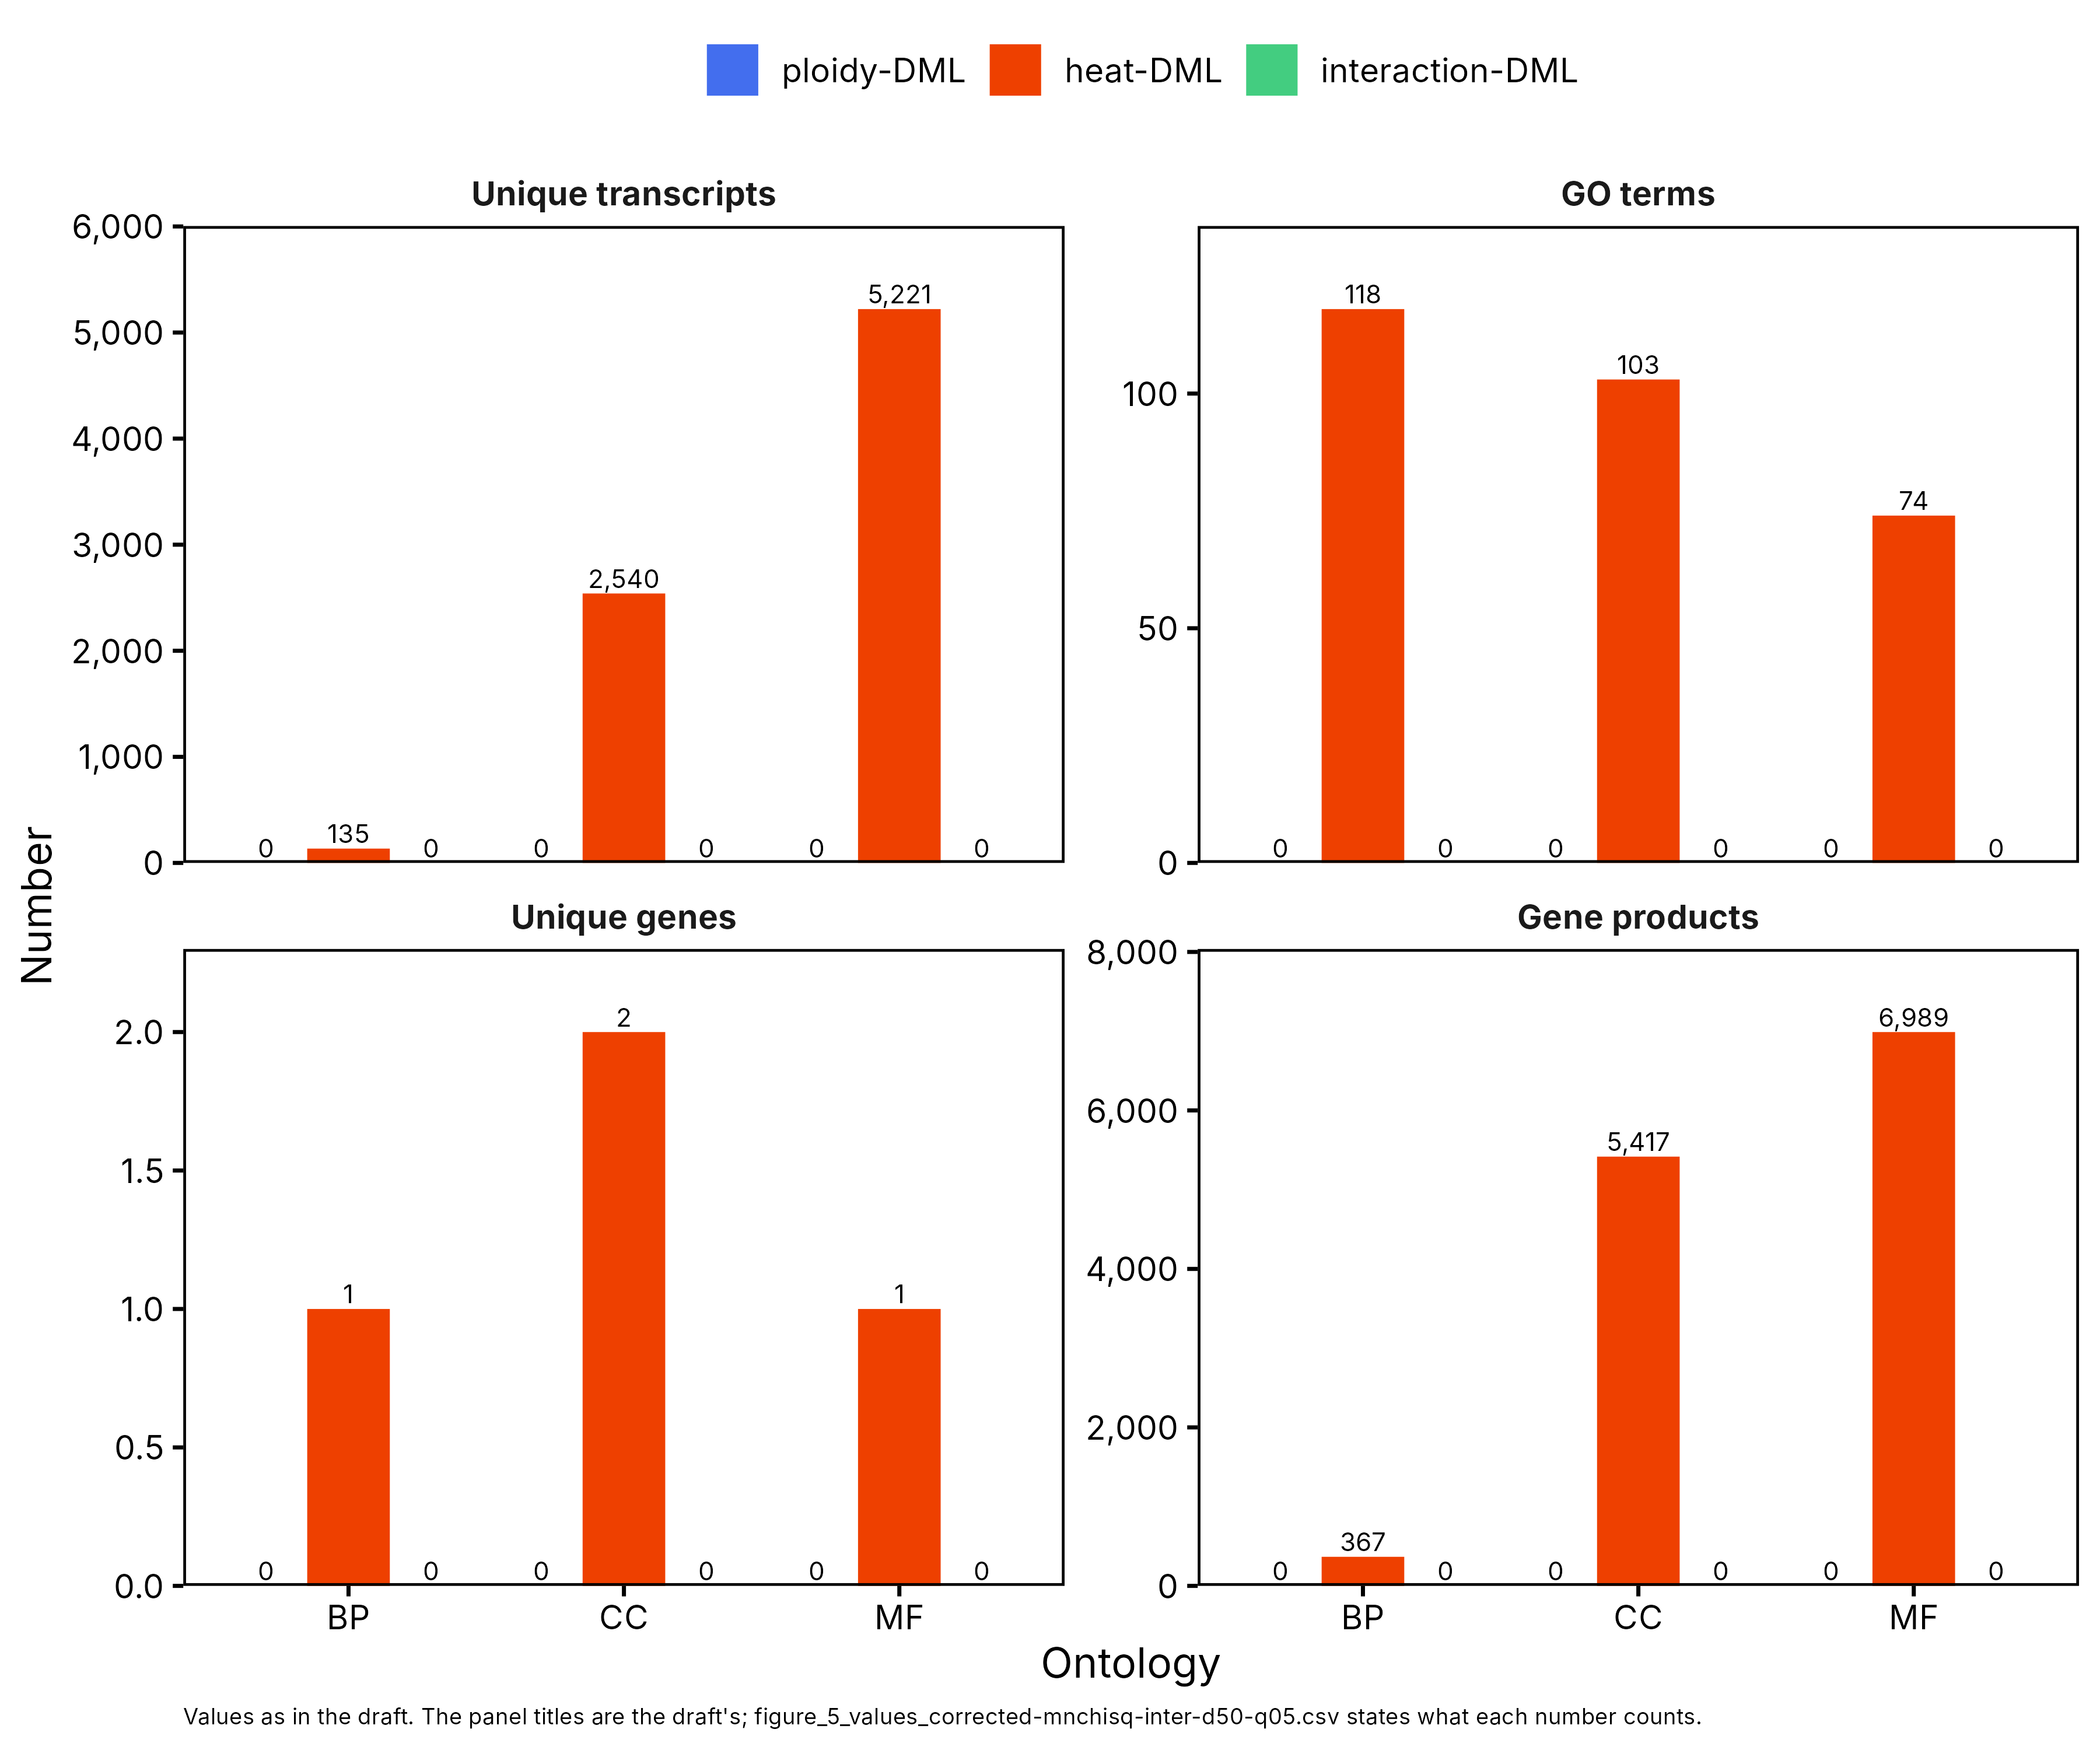 ploidy-DML heat-DML interaction-DML
Unique transcripts
6,000
5,000
4,000
3,000
2,000
1,000
0
0 135 0 0 2,540 0 0 5,221 0
GO terms
100
50
0
0 118 0 0 103 0 0 74 0
Number
Unique genes
2.0
1.5
1.0
0.5
0.0
0 1 0 0 2 0 0 1 0
BP CC MF
Gene products
8,000
6,000
4,000
2,000
0
0 367 0 0 5,417 0 0 6,989 0
BP CC MF
Ontology
Values as in the draft. The panel titles are the draft's; figure_5_values_corrected-mnchisq-inter-d50-q05.csv states what each number counts.